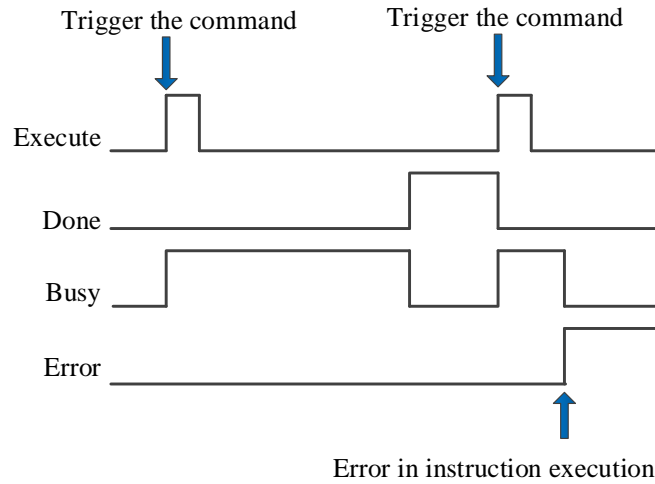 Trigger the command
Trigger the command
Execute
Done
Busy
Error
Error in instruction execution